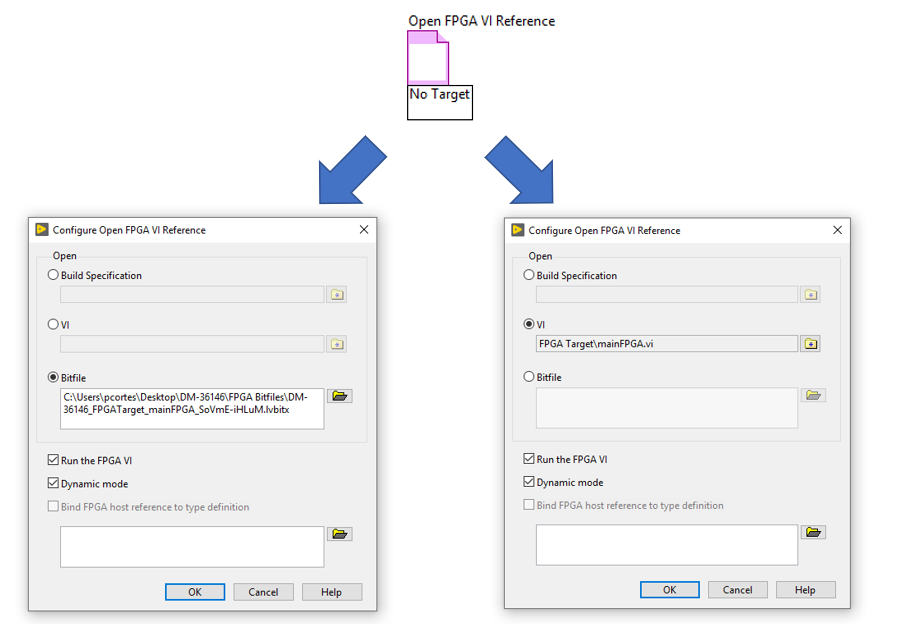 Open FPGA VI Reference
No Target
Configure Open FPGA VI Reference
Open
Build Specification
VI
Bitfile
C:\Users\pcortes\Desktop\DM-36146\FPGA Bitfiles\DM-
36146_FPGATarget_mainFPGA_SoVmE-iHLuM.lvbitx
Run the FPGA VI
Dynamic mode
Bind FPGA host reference to type definition
OK Cancel Help
Configure Open FPGA VI Reference
Open
Build Specification
VI
FPGA Target\mainFPGA.vi
Bitfile
Run the FPGA VI
Dynamic mode
Bind FPGA host reference to type definition
OK Cancel Help